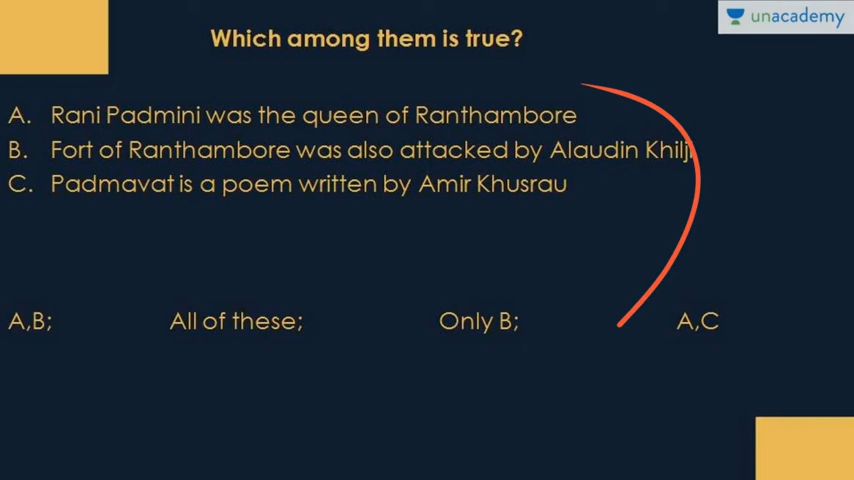 unacademy
Which among them is true?
A. Rani Padmini was the queen of Ranthambore
B. Fort of Ranthambore was also attacked by Alaudin Khilji
C. Padmavat is a poem written by Amir Khusrau
A,B; All of these; Only B; A,C